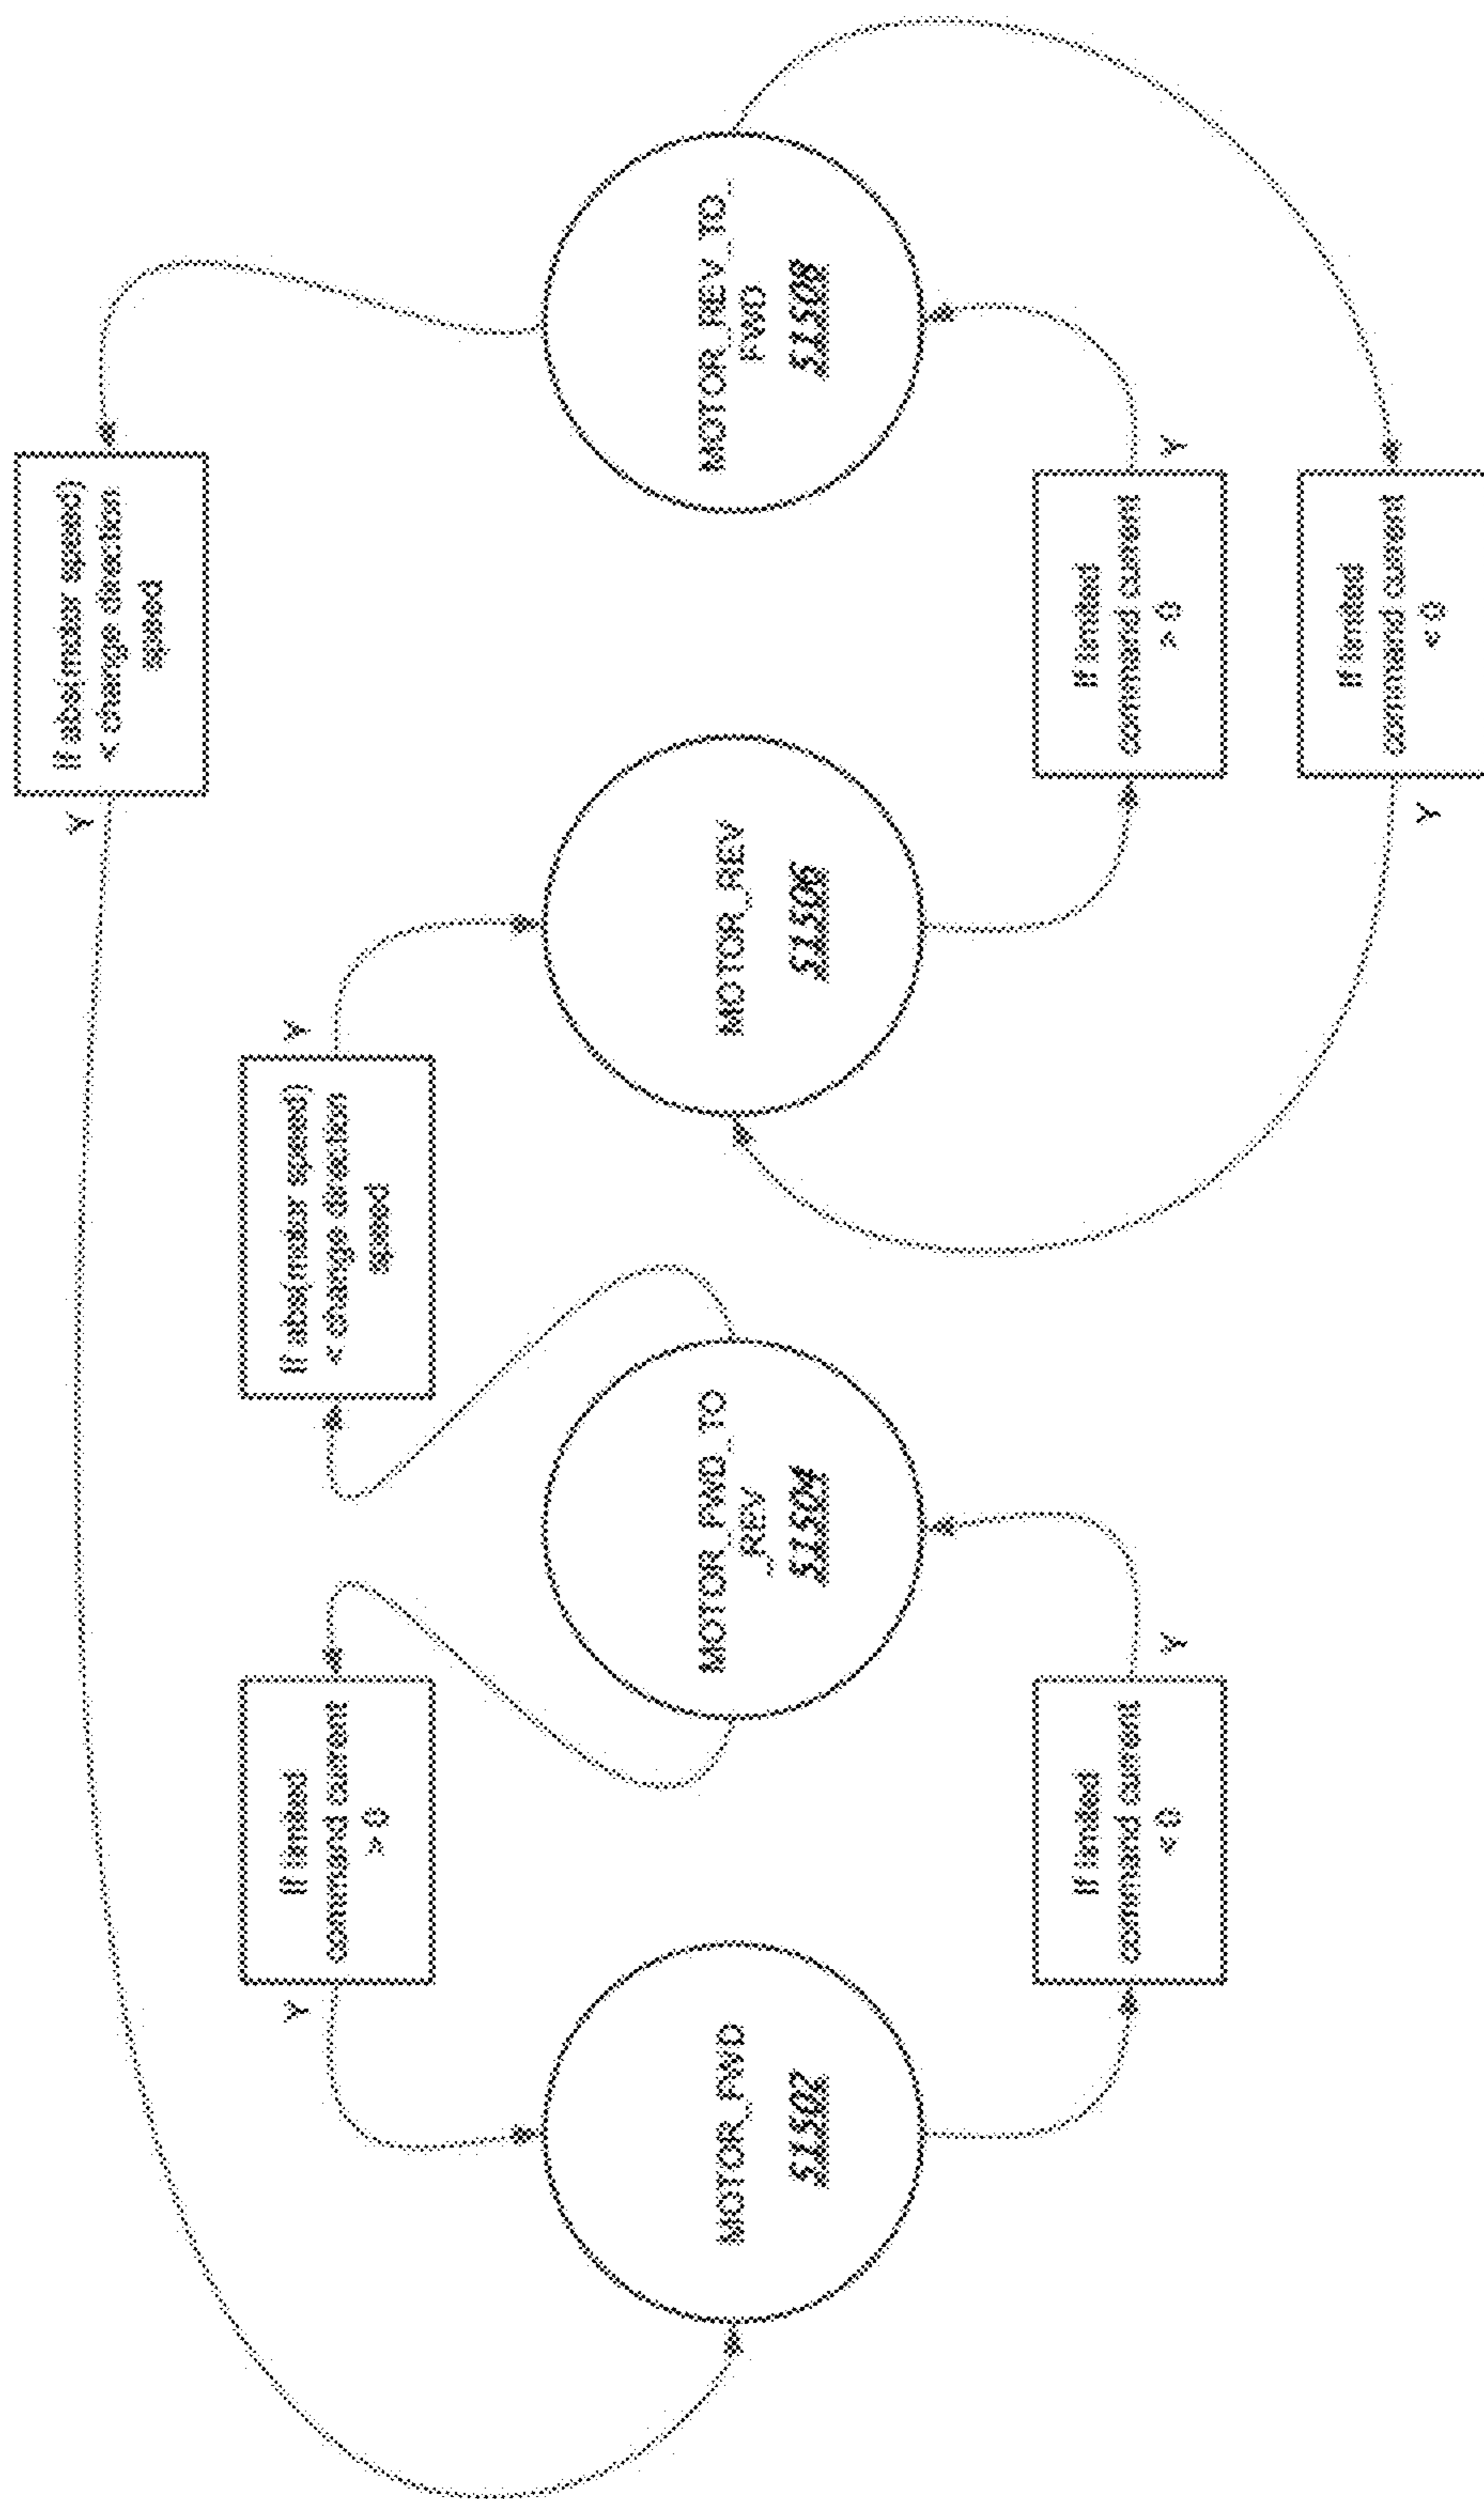 If abs(motor speed)
< change direction
speed
Y
Y
If limited
command current
> 0
If abs(motor speed)
< change direction
speed
Y
MOTOR_FWD
S1502
MOTOR_FWD_TO
_REV
S1504
MOTOR_REV
S1506
MOTOR_REV_TO_
FWD
S1508
If limited
command current
< 0
Y
If limited
command current
> 0
Y
Y
If limited
command current
< 0